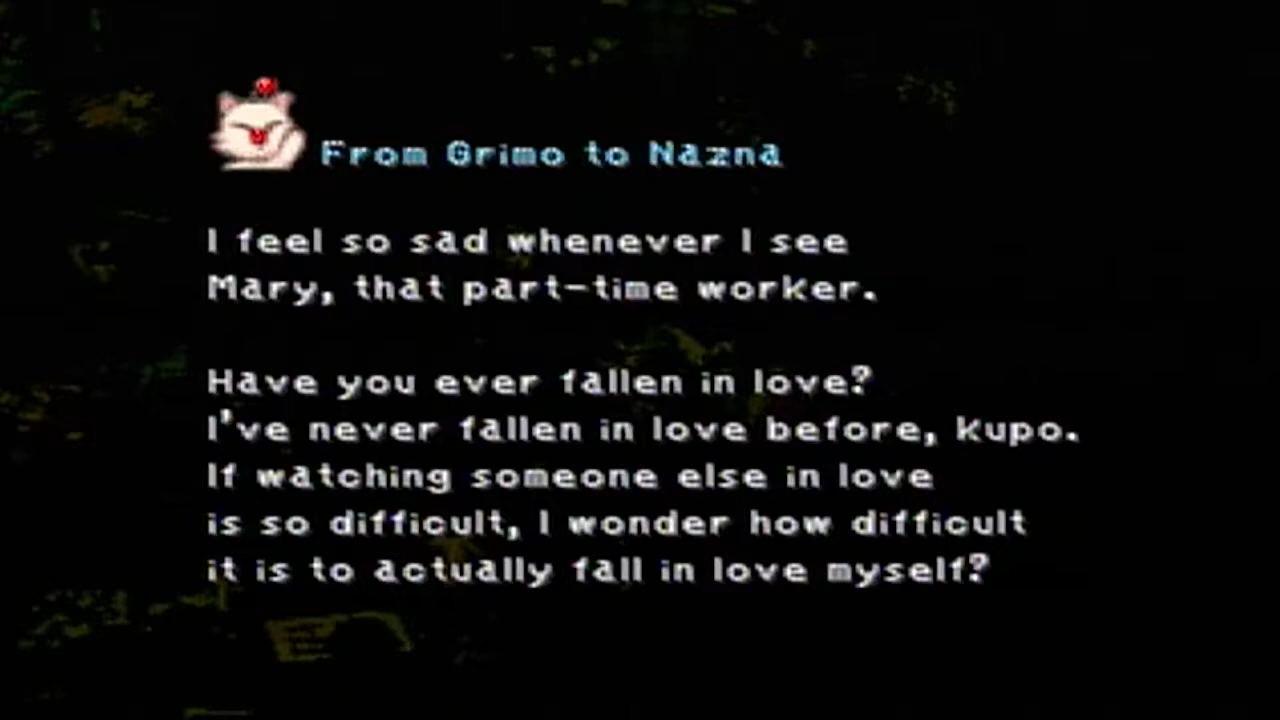 From Grimo to Nazna
I feel so sad whenever I see
Mary, that part-time worker.
Have you ever fallen in love?
I've never fallen in love before, kupo.
If watching someone else in love
is so difficult, I wonder how difficult
it is to actually fall in love myself?